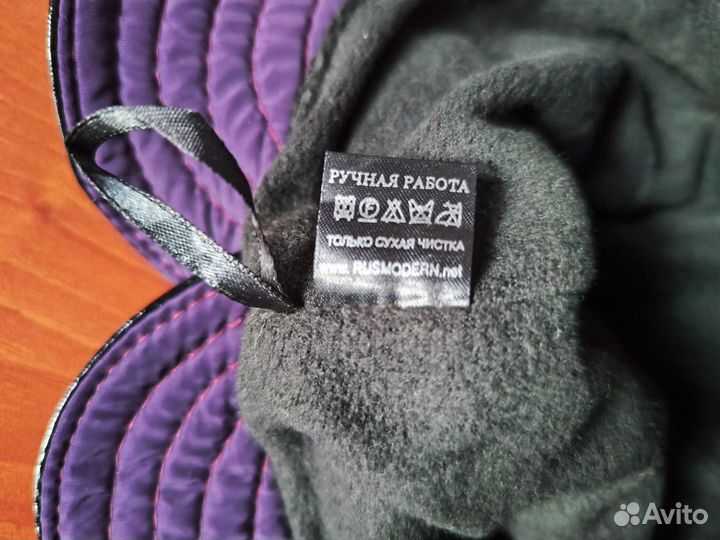 РУЧНАЯ РАБОТА
F
ТОЛЬКО СУХАЯ ЧИСТКА
www.RUSMODERN.net
Avito